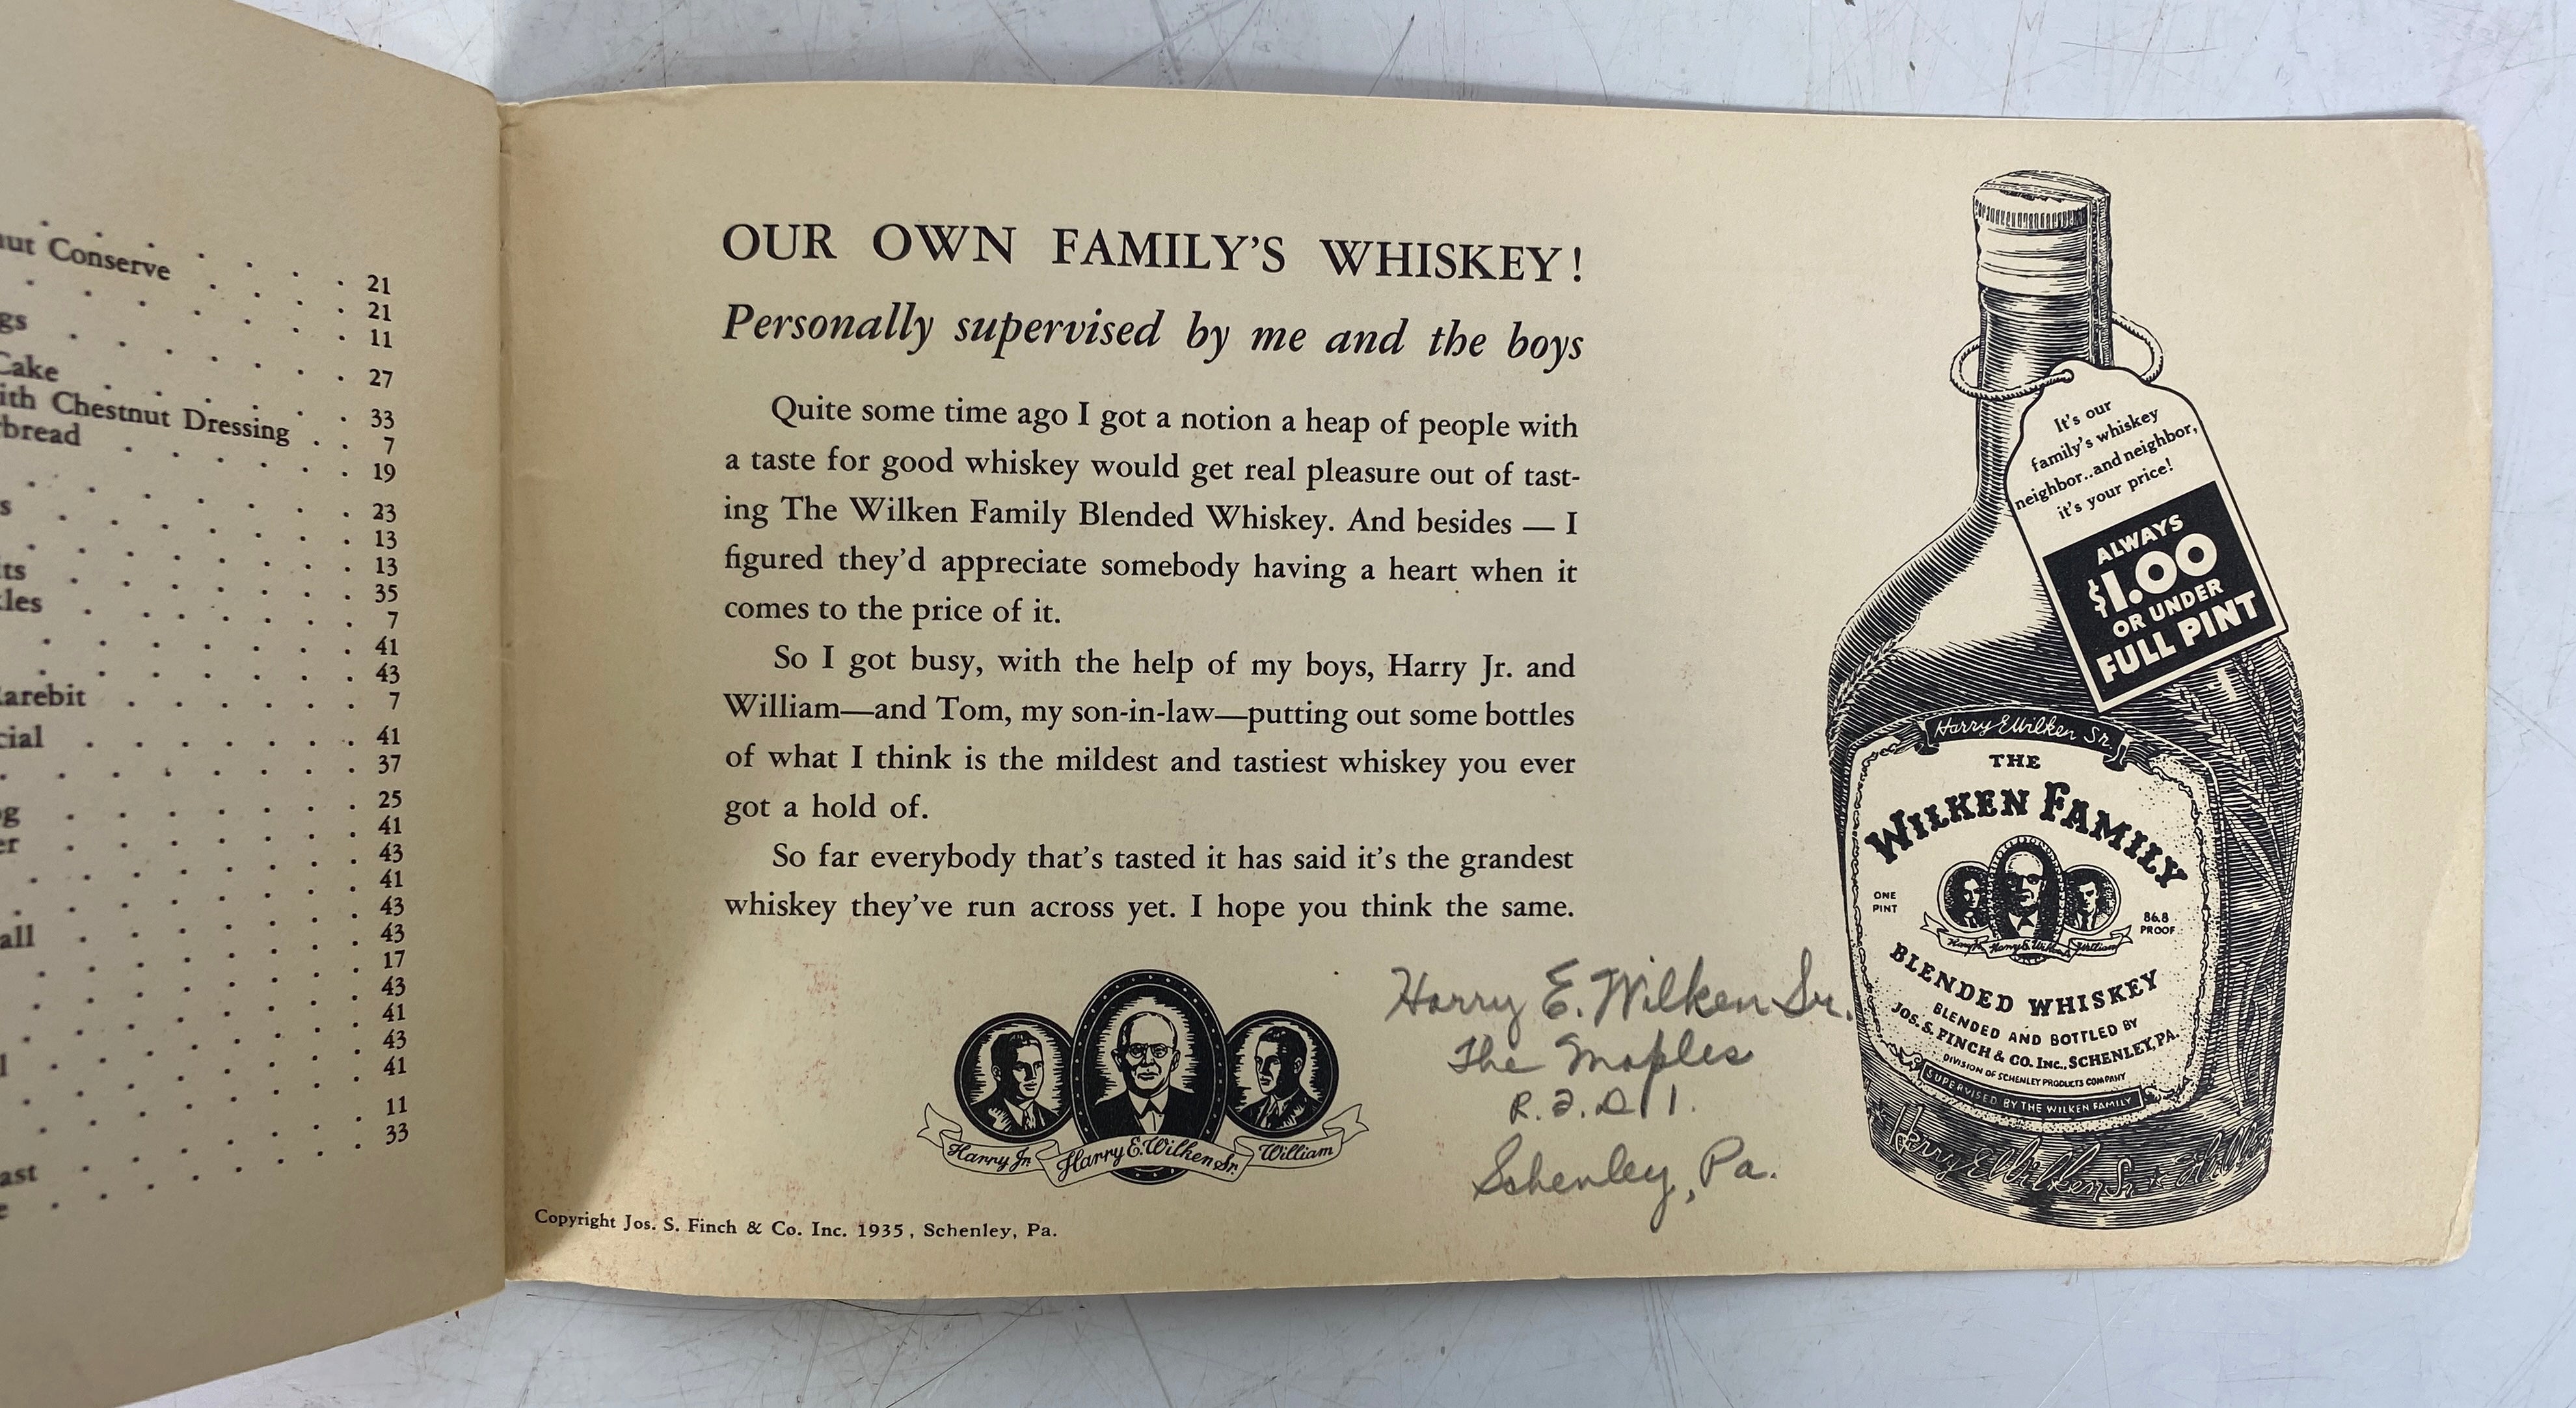 ut Conserve
21
21
gs
11
Cake
27
ith Chestnut Dressing
33
bread
7
19
s
23
13
ts
13
35
les
7
41
43
arebit
7
cial
41
37
25
g
41
er
43
41
43
all
43
17
43
41
43
l
41
11
33
ast
e
OUR OWN FAMILY'S WHISKEY!
Personally supervised by me and the boys
Quite some time ago I got a notion a heap of people with
a taste for good whiskey would get real pleasure out of tast-
ing The Wilken Family Blended Whiskey. And besides — I
figured they'd appreciate somebody having a heart when it
comes to the price of it.
So I got busy, with the help of my boys, Harry Jr. and
William—and Tom, my son-in-law—putting out some bottles
of what I think is the mildest and tastiest whiskey you ever
got a hold of.
So far everybody that's tasted it has said it's the grandest
whiskey they've run across yet. I hope you think the same.
Harry Jr.
Harry E. Wilken Sr.
William
Copyright Jos. S. Finch & Co. Inc. 1935, Schenley, Pa.
Harry E. Wilken Sr.
The Maples
R.F.D. 1.
Schenley, Pa.
It's our
family's whiskey
neighbor..and neighbor,
it's your price!
ALWAYS
$1.00
OR UNDER
FULL PINT
Harry E Wilken Sr.
THE
WILKEN FAMILY
ONE
PINT
86.8
PROOF
Harry Jr. Harry E. Wilken William
BLENDED WHISKEY
BLENDED AND BOTTLED BY
JOS. S. FINCH & CO. INC., SCHENLEY, PA.
DIVISION OF SCHENLEY PRODUCTS COMPANY
SUPERVISED BY THE WILKEN FAMILY
Harry E Wilken Sr